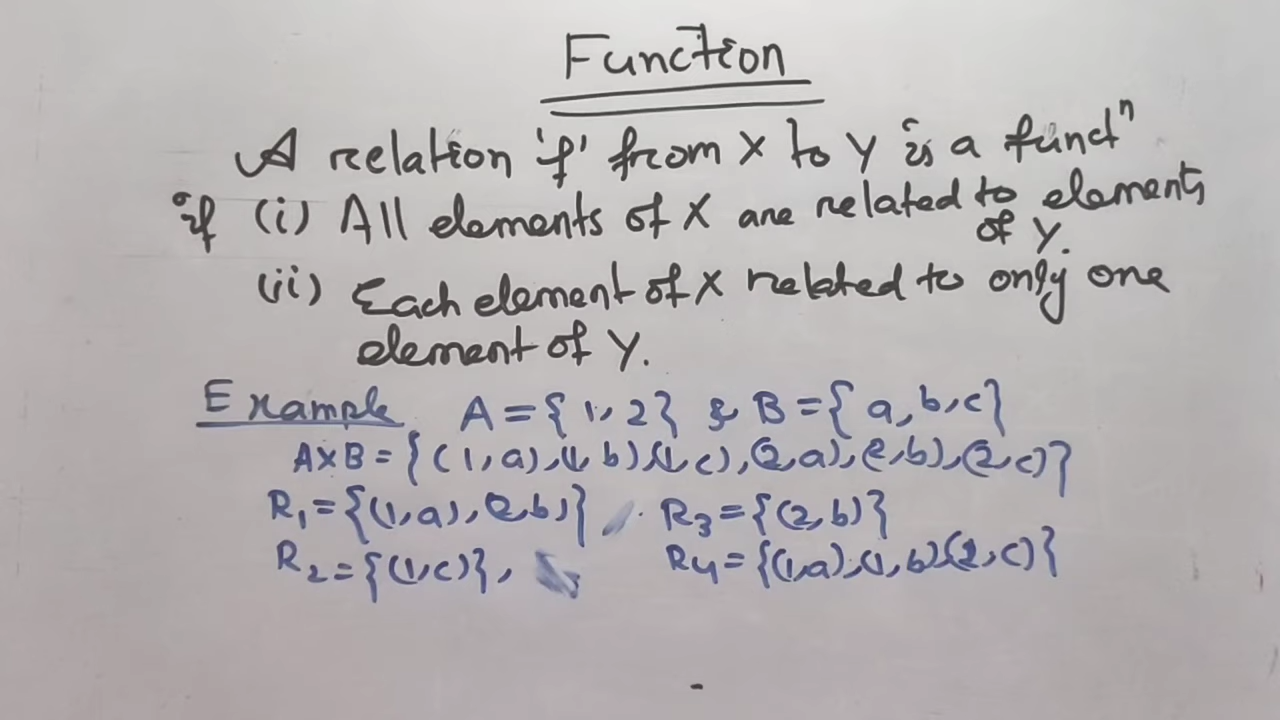 Function
A relation 'f' from X to Y is a functⁿ
if (i) All elements of X are related to elements
of Y.
(ii) Each element of X related to only one
element of Y.
Example A = {1, 2} & B = {a, b, c}
A×B = {(1, a), (1, b), (1, c), (2, a), (2, b), (2, c)}
R₁ = {(1, a), (2, b)}, R₃ = {(2, b)}
R₂ = {(1, c)}, R₄ = {(1, a), (1, b) (2, c)}